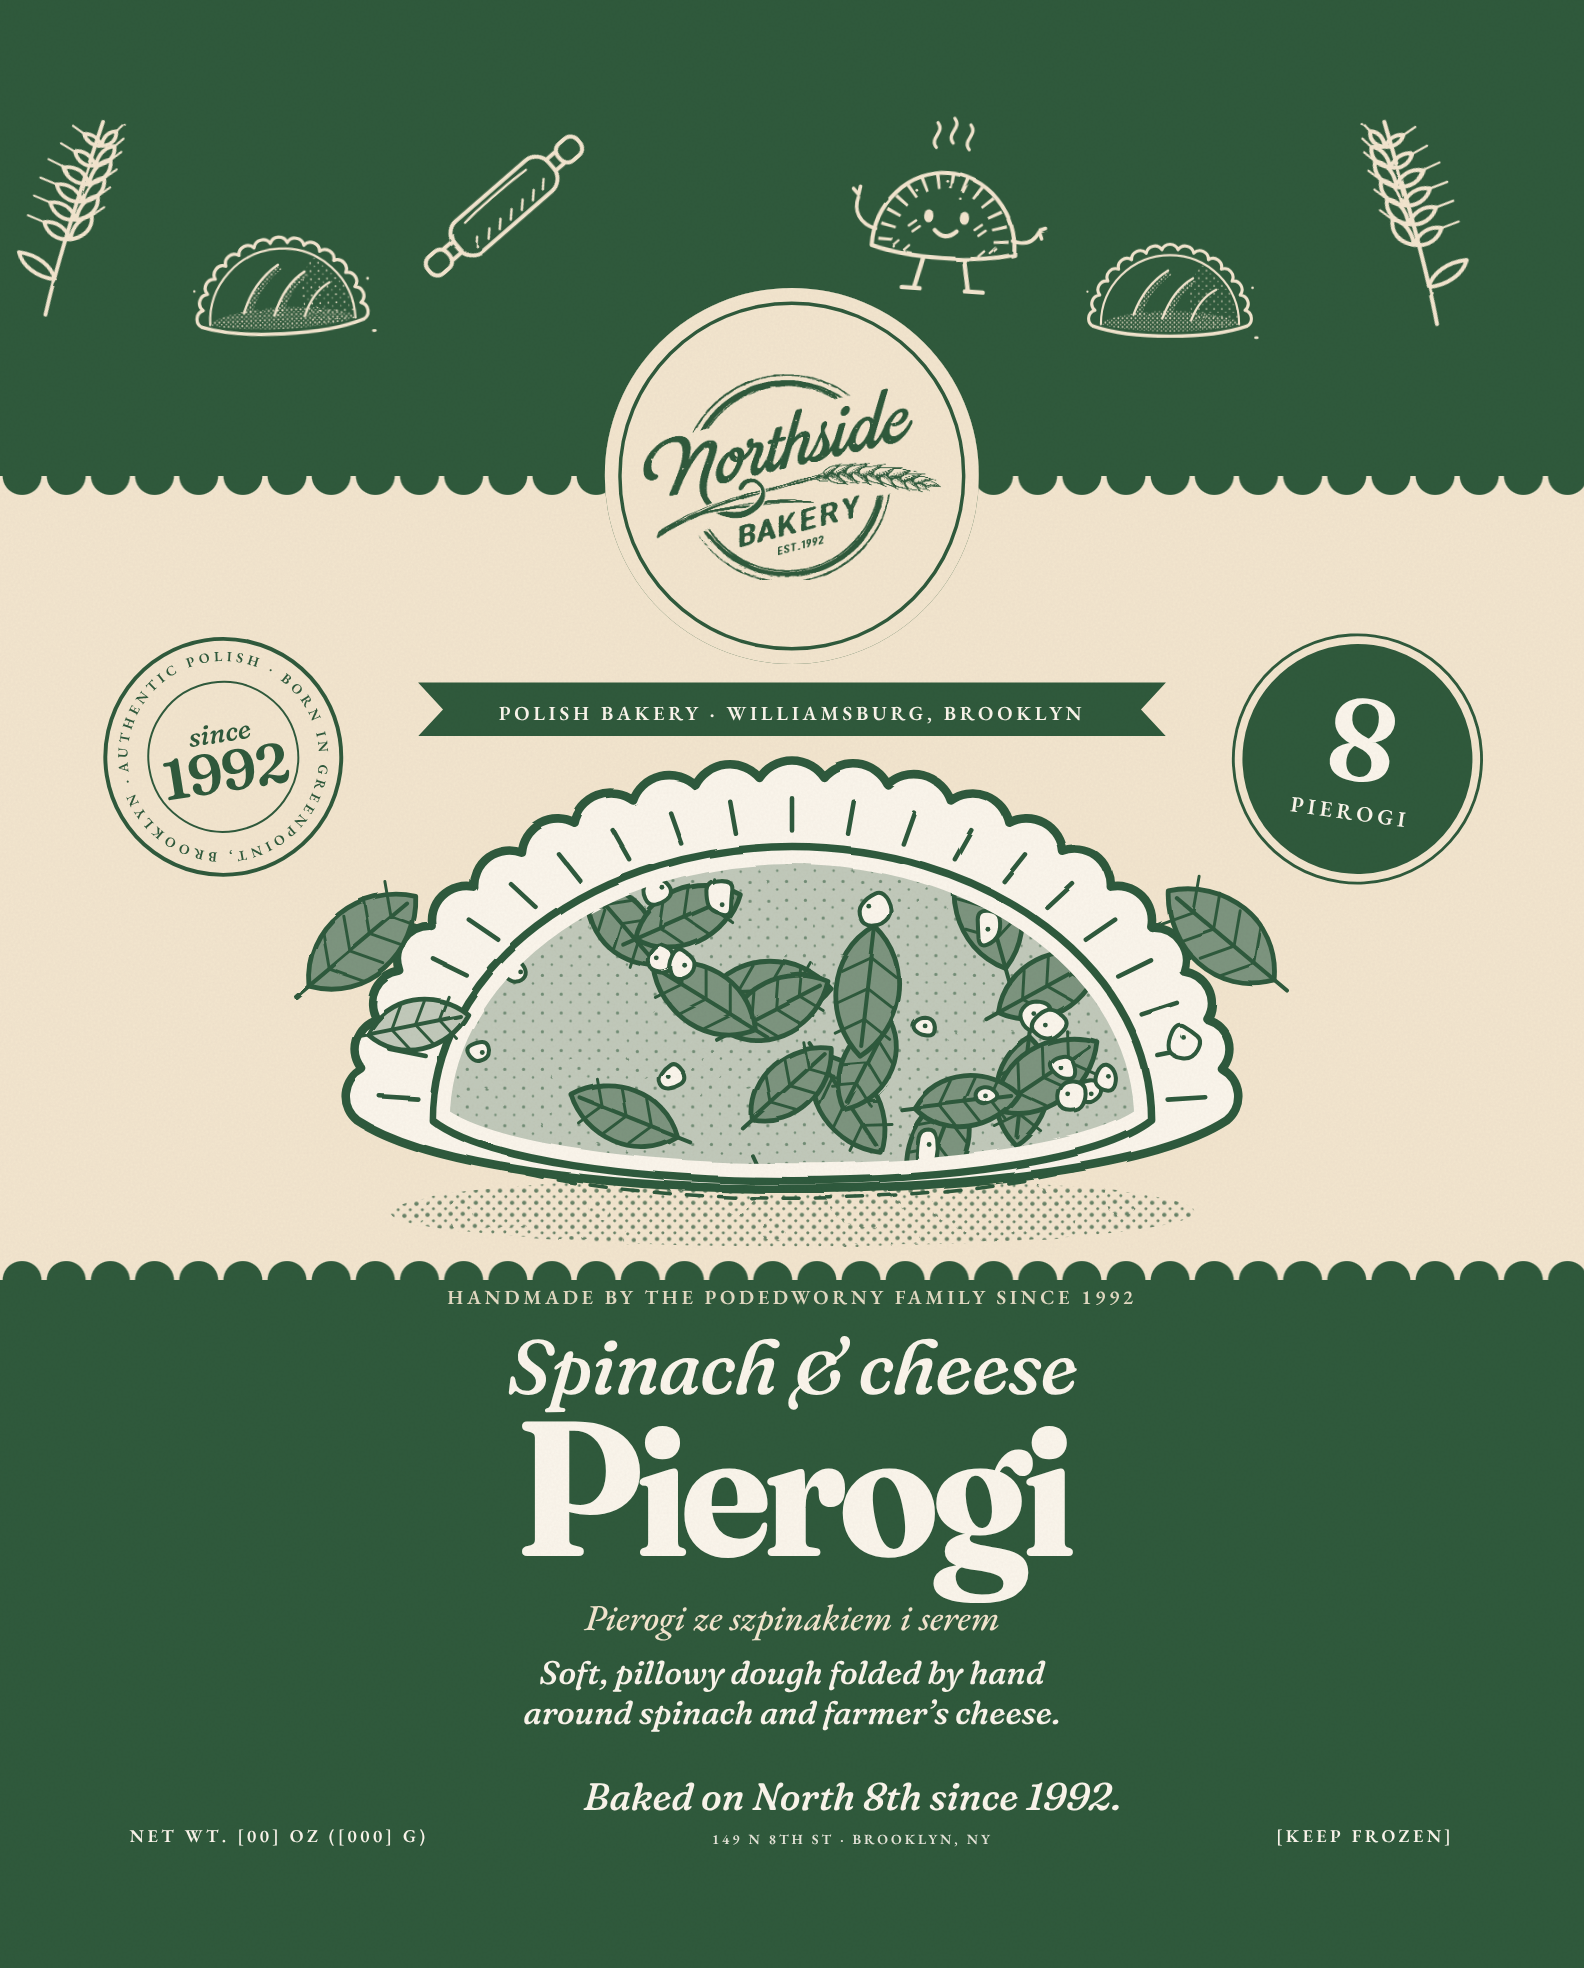 Northside
BAKERY
EST.1992
AUTHENTIC POLISH · BORN IN GREENPOINT, BROOKLYN ·
since
1992
POLISH BAKERY · WILLIAMSBURG, BROOKLYN
8
PIEROGI
HANDMADE BY THE PODEDWORNY FAMILY SINCE 1992
Spinach & cheese
Pierogi
Pierogi ze szpinakiem i serem
Soft, pillowy dough folded by hand
around spinach and farmer’s cheese.
Baked on North 8th since 1992.
NET WT. [00] OZ ([000] G)
149 N 8TH ST · BROOKLYN, NY
[KEEP FROZEN]